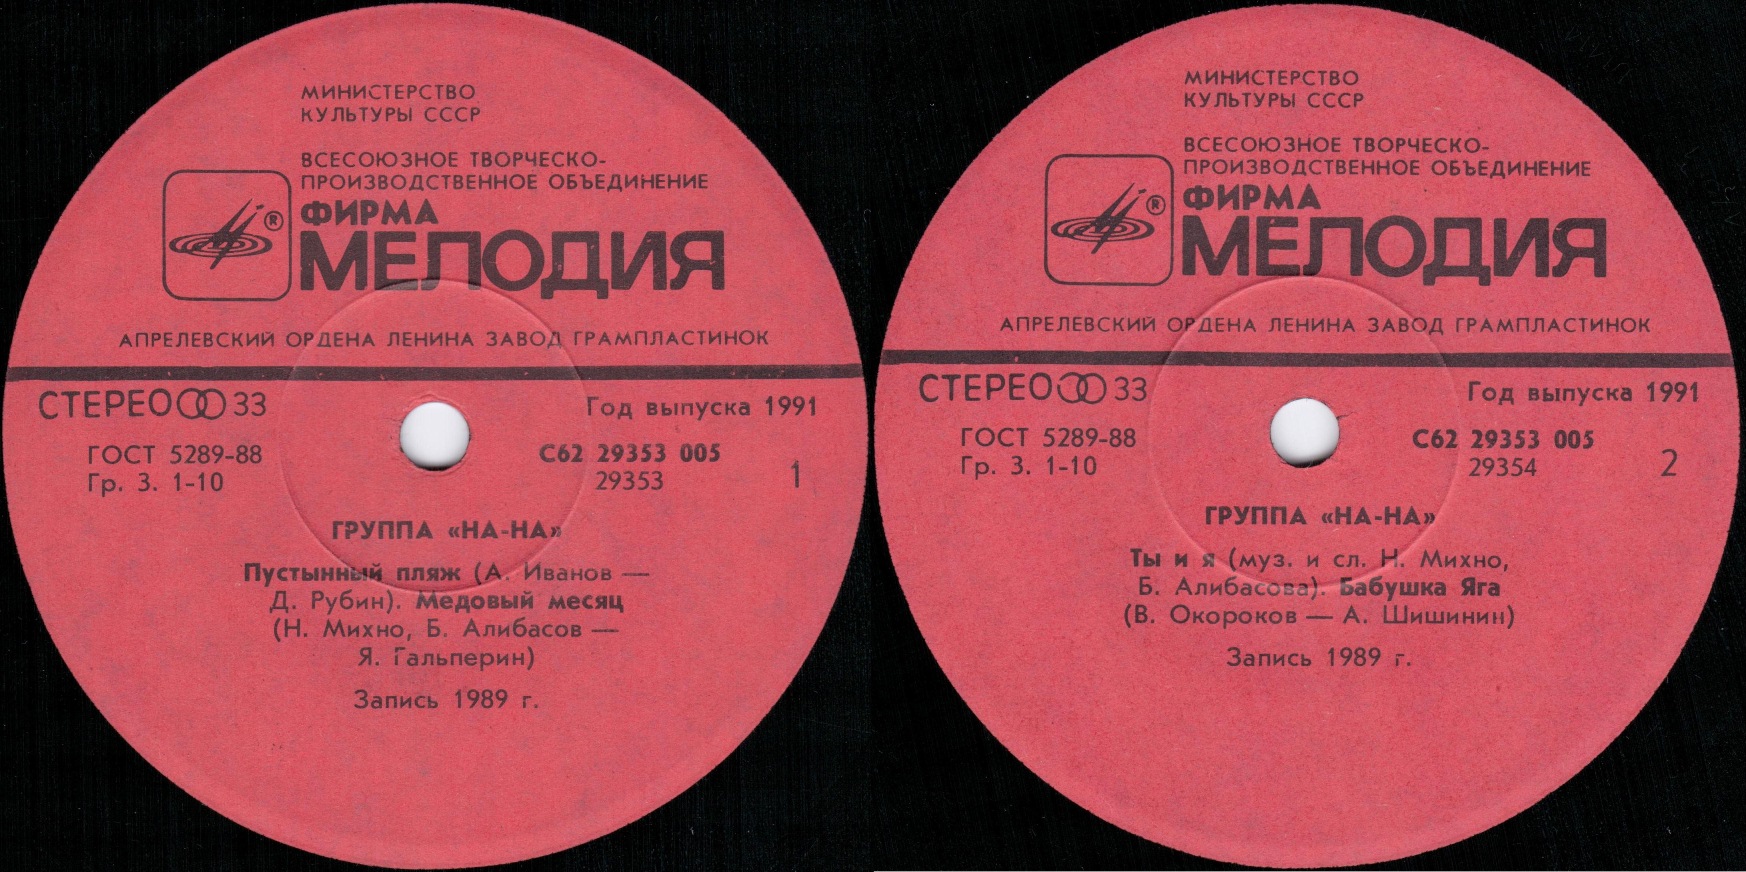 МИНИСТЕРСТВО
КУЛЬТУРЫ СССР
ВСЕСОЮЗНОЕ ТВОРЧЕСКО-
ПРОИЗВОДСТВЕННОЕ ОБЪЕДИНЕНИЕ
ФИРМА
®
МЕЛОДИЯ
АПРЕЛЕВСКИЙ ОРДЕНА ЛЕНИНА ЗАВОД ГРАМПЛАСТИНОК
СТЕРЕО 33
Год выпуска 1991
ГОСТ 5289-88
Гр. 3. 1-10
С62 29353 005
29353
1
ГРУППА «НА-НА»
Пустынный пляж (А. Иванов —
Д. Рубин). Медовый месяц
(Н. Михно, Б. Алибасов —
Я. Гальперин)
Запись 1989 г.
МИНИСТЕРСТВО
КУЛЬТУРЫ СССР
ВСЕСОЮЗНОЕ ТВОРЧЕСКО-
ПРОИЗВОДСТВЕННОЕ ОБЪЕДИНЕНИЕ
ФИРМА
®
МЕЛОДИЯ
АПРЕЛЕВСКИЙ ОРДЕНА ЛЕНИНА ЗАВОД ГРАМПЛАСТИНОК
СТЕРЕО 33
Год выпуска 1991
ГОСТ 5289-88
Гр. 3. 1-10
С62 29353 005
29354
2
ГРУППА «НА-НА»
Ты и я (муз. и сл. Н. Михно,
Б. Алибасова). Бабушка Яга
(В. Окороков — А. Шишинин)
Запись 1989 г.